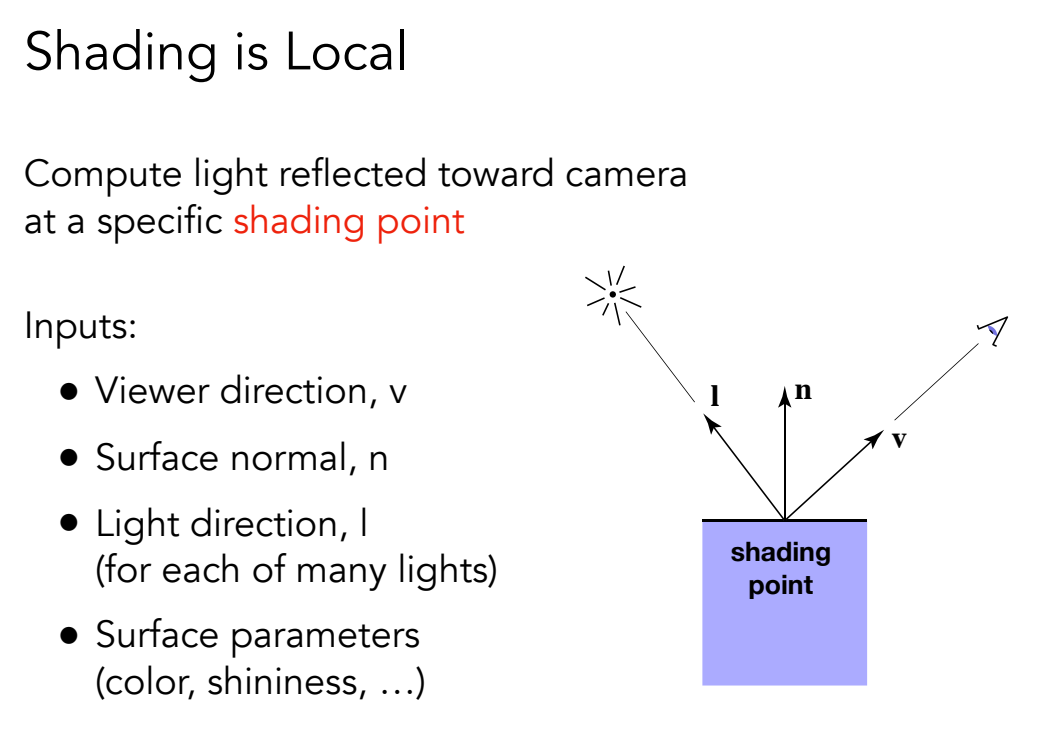 Shading is Local
Compute light reflected toward camera
at a specific shading point
Inputs:
• Viewer direction, v
• Surface normal, n
• Light direction, l
(for each of many lights)
• Surface parameters
(color, shininess, …)
l
n
v
shading
point